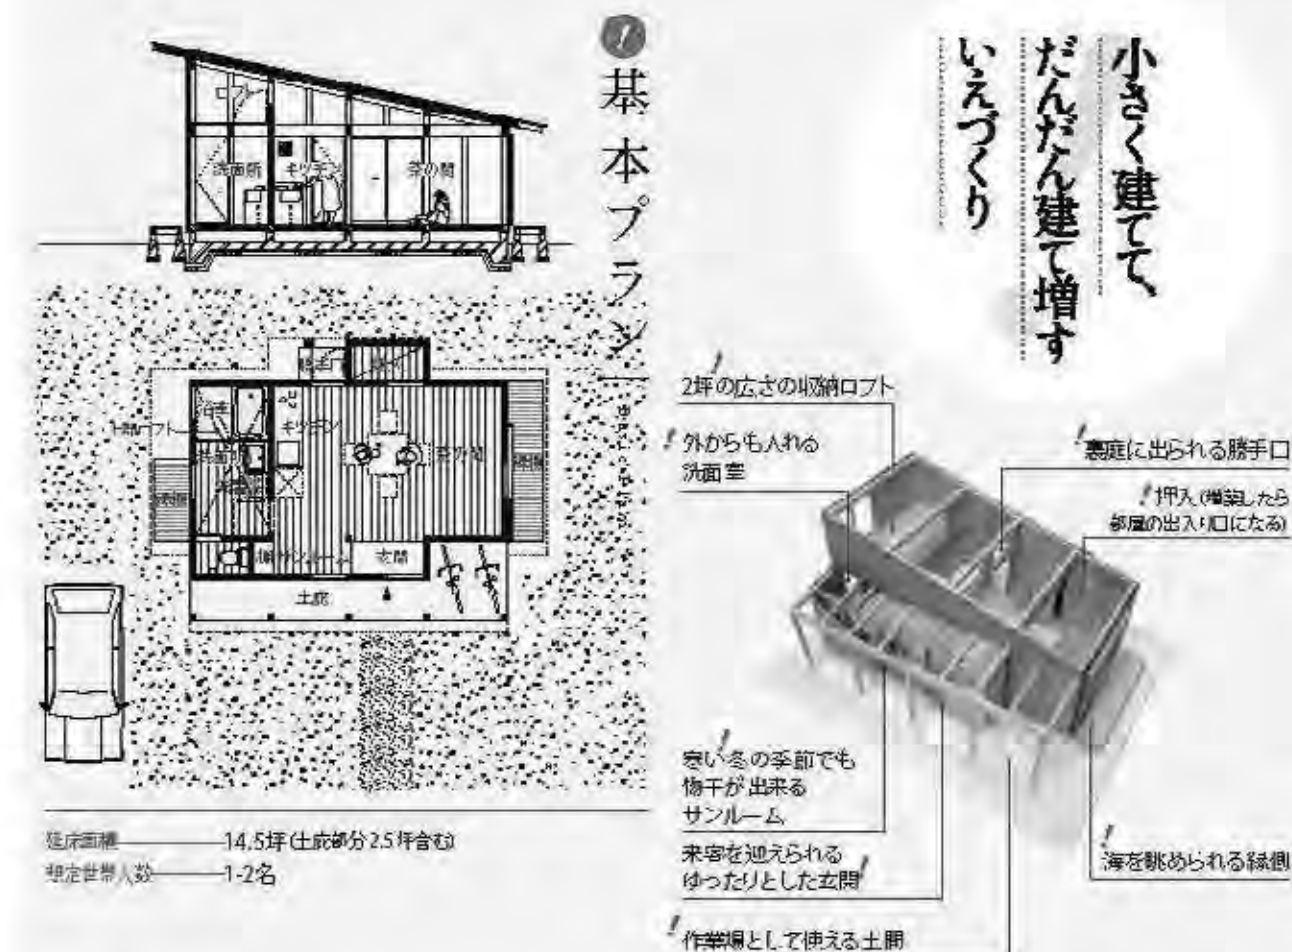 小さく建てて、
だんだん建て増す
いえづくり
1
基本プラン
洗面所
キッチン
茶の間
勝手口
浴室
キッチン
茶の間
玄関
土庇
延床面積 14.5坪(土庇部分2.5坪含む)
想定世帯人数 1-2名
2坪の広さの収納ロフト
外からも入れる
洗面室
裏庭に出られる勝手口
押入(増築したら
部屋の出入り口になる)
寒い冬の季節でも
物干が出来る
サンルーム
来客を迎えられる
ゆったりとした玄関
海を眺められる縁側
作業場として使える土間